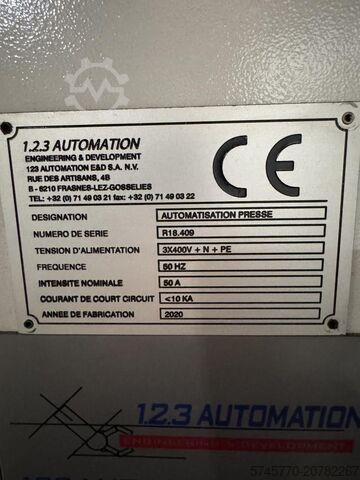 1.2.3 AUTOMATION
ENGINEERING & DEVELOPMENT
123 AUTOMATION E&D S.A. N.V.
RUE DES ARTISANS, 4B
B - 6210 FRASNES-LEZ-GOSSELIES
TEL: +32 (0) 71 49 03 21 fax: +32 (0) 71 49 03 22
CE
DESIGNATION AUTOMATISATION PRESSE
NUMERO DE SERIE R18.409
TENSION D'ALIMENTATION 3X400V + N + PE
FREQUENCE 50 HZ
INTENSITE NOMINALE 50 A
COURANT DE COURT CIRCUIT <10 KA
ANNEE DE FABRICATION 2020
1.2.3 AUTOMATION
ENGINEERING & DEVELOPMENT
5745770-20782267